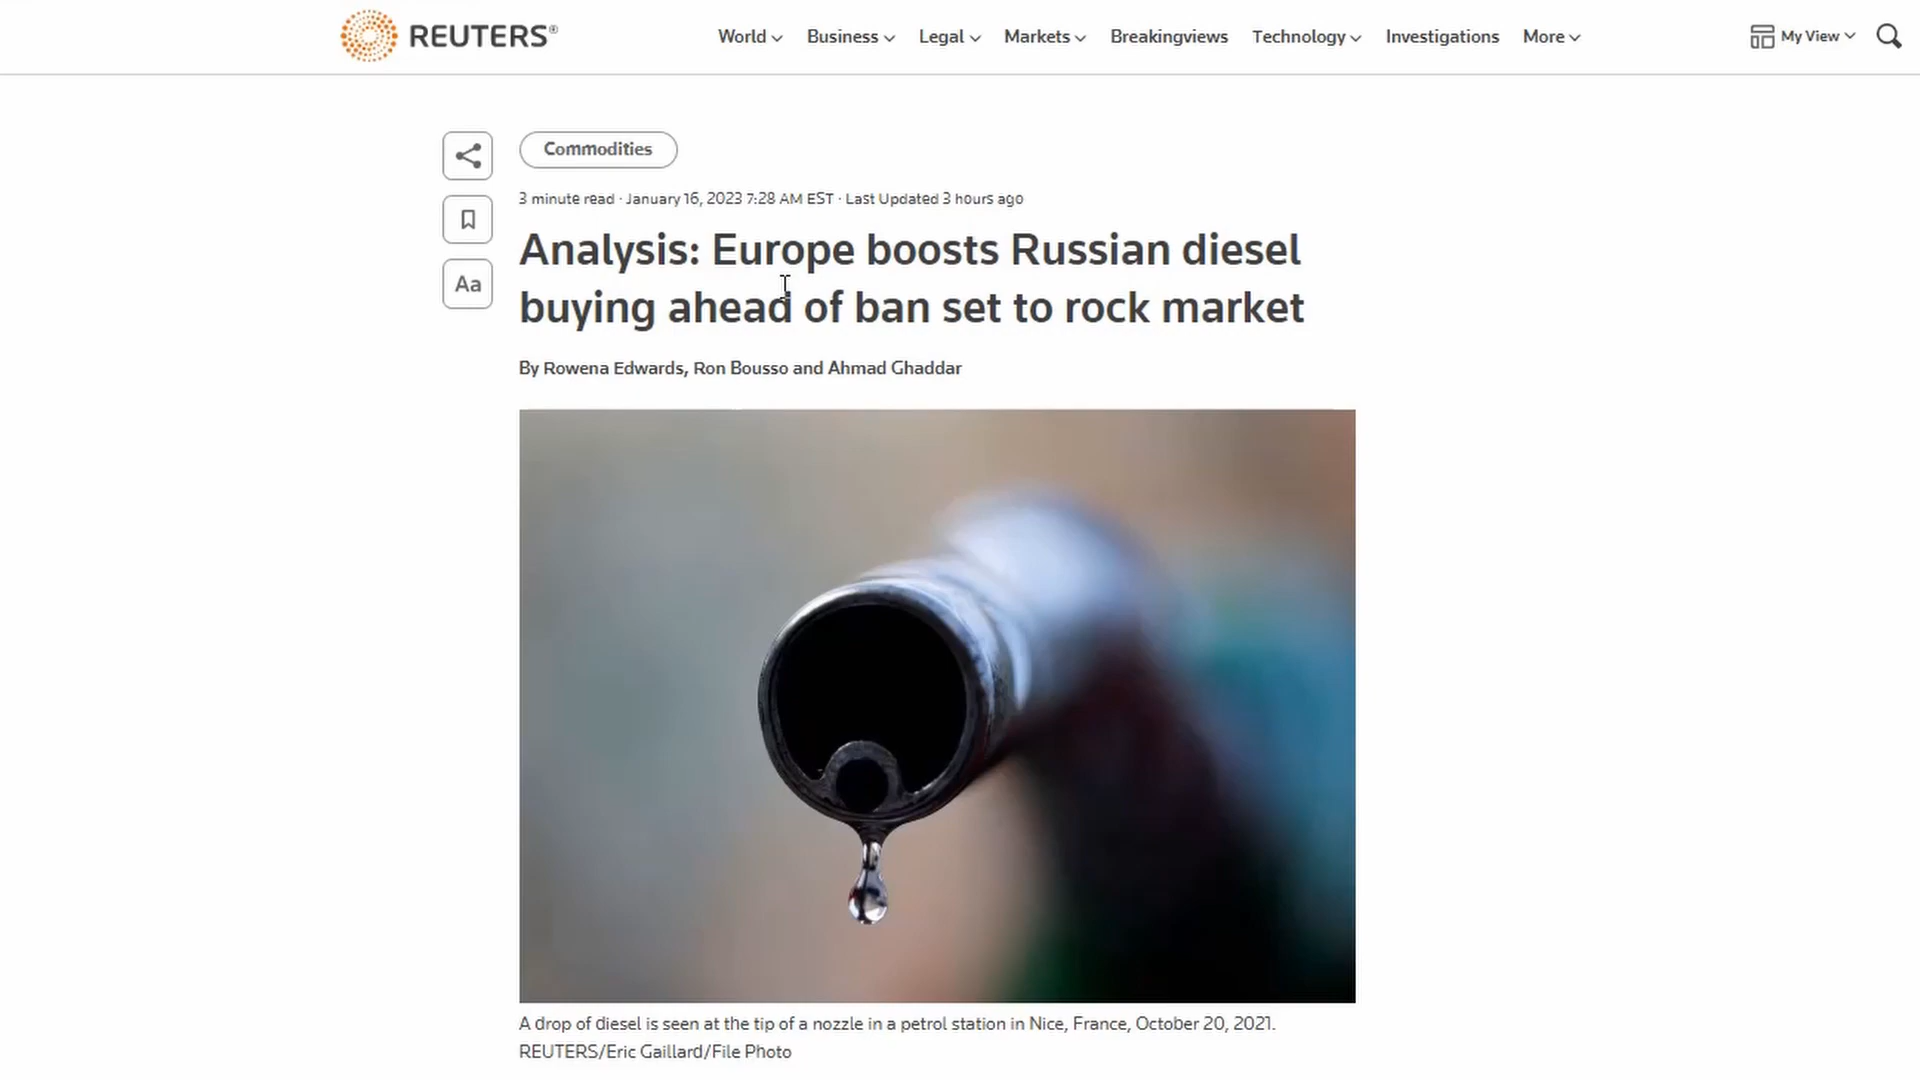 REUTERS®
World Business Legal Markets Breakingviews Technology Investigations More My View
Commodities
3 minute read · January 16, 2023 7:28 AM EST · Last Updated 3 hours ago
Aa
Analysis: Europe boosts Russian diesel
buying ahead of ban set to rock market
By Rowena Edwards, Ron Bousso and Ahmad Ghaddar
A drop of diesel is seen at the tip of a nozzle in a petrol station in Nice, France, October 20, 2021.
REUTERS/Eric Gaillard/File Photo